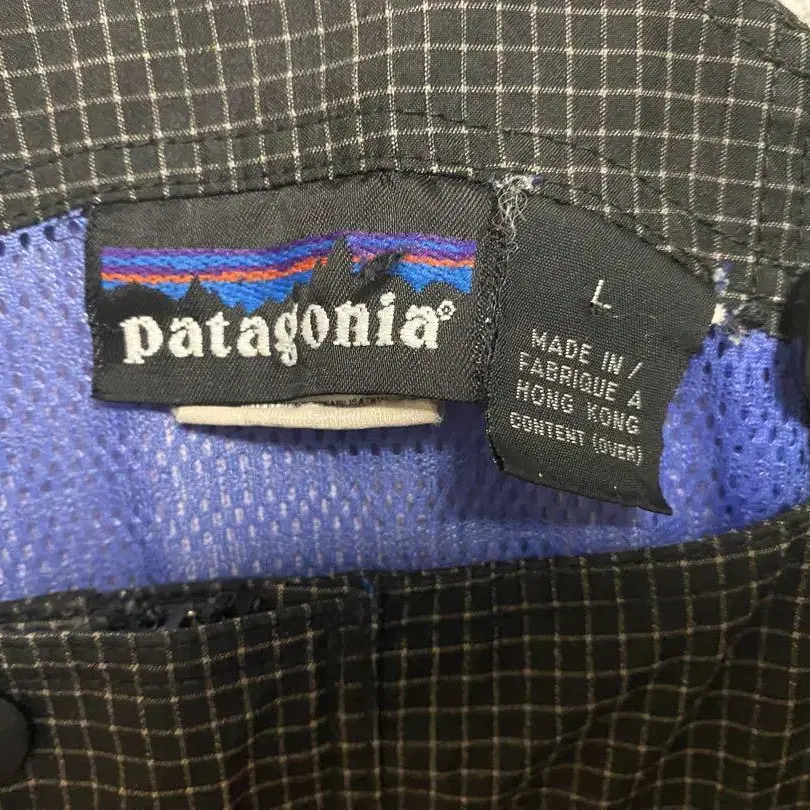 patagonia®
L
MADE IN /
FABRIQUE A
HONG KONG
CONTENT (OVER)